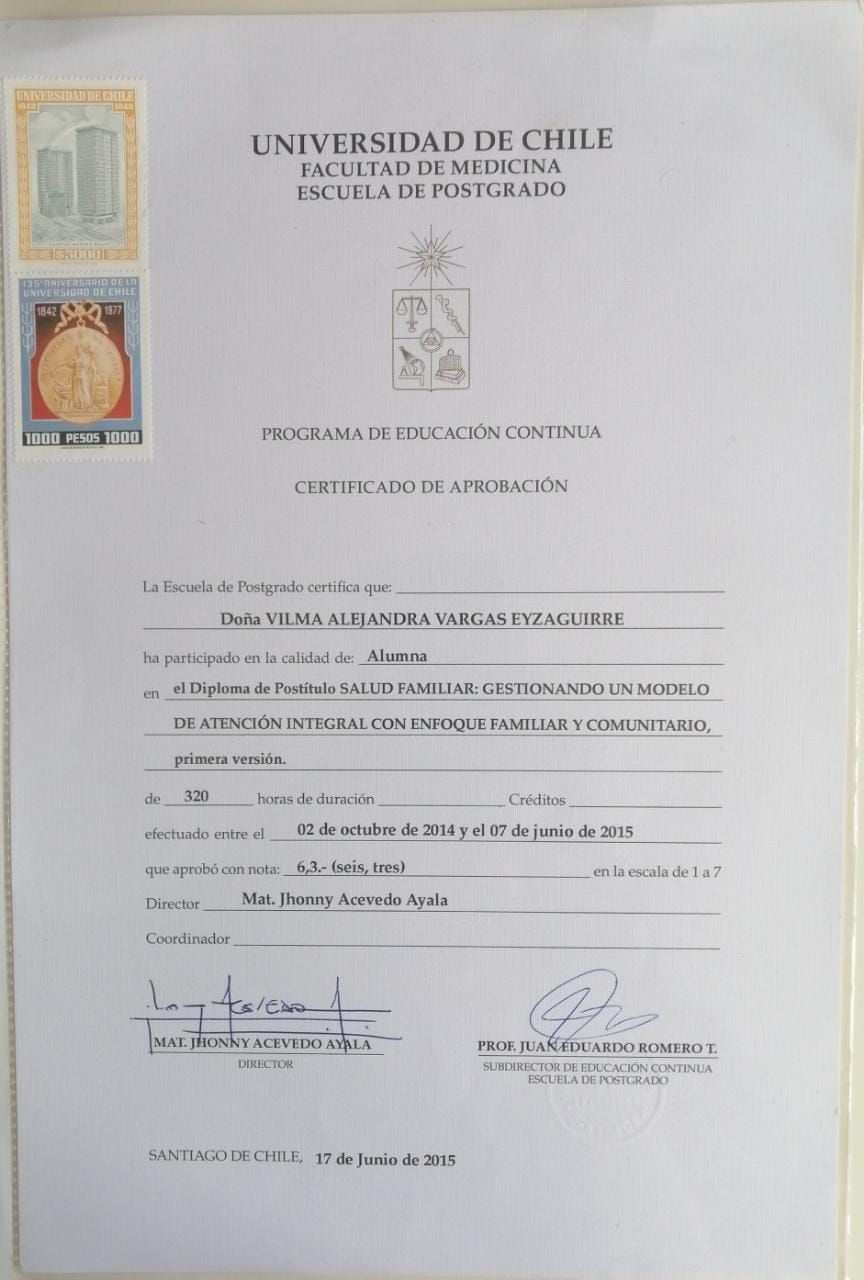 UNIVERSIDAD DE CHILE
1842 1942
$5000
135° ANIVERSARIO DE LA
UNIVERSIDAD DE CHILE
1842 1977
1000 PESOS 1000
UNIVERSIDAD DE CHILE
FACULTAD DE MEDICINA
ESCUELA DE POSTGRADO
PROGRAMA DE EDUCACIÓN CONTINUA
CERTIFICADO DE APROBACIÓN
La Escuela de Postgrado certifica que:
Doña VILMA ALEJANDRA VARGAS EYZAGUIRRE
ha participado en la calidad de: Alumna
en el Diploma de Postítulo SALUD FAMILIAR: GESTIONANDO UN MODELO
DE ATENCIÓN INTEGRAL CON ENFOQUE FAMILIAR Y COMUNITARIO,
primera versión.
de 320 horas de duración Créditos
efectuado entre el 02 de octubre de 2014 y el 07 de junio de 2015
que aprobó con nota: 6,3.- (seis, tres) en la escala de 1 a 7
Director Mat. Jhonny Acevedo Ayala
Coordinador
MAT. JHONNY ACEVEDO AYALA
DIRECTOR
PROF. JUAN EDUARDO ROMERO T.
SUBDIRECTOR DE EDUCACIÓN CONTINUA
ESCUELA DE POSTGRADO
SANTIAGO DE CHILE, 17 de Junio de 2015